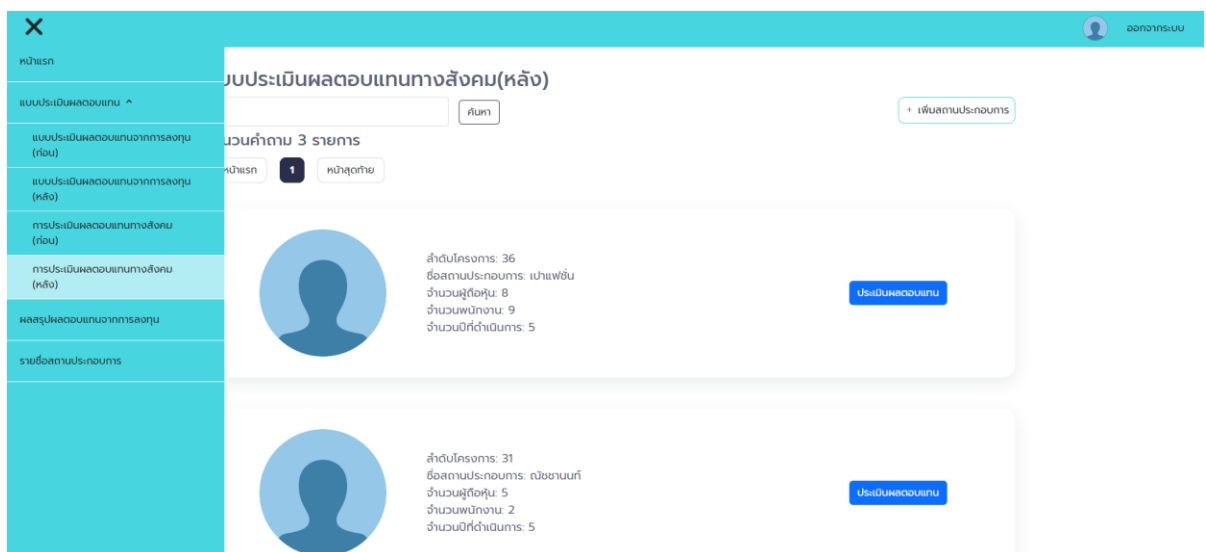 ออกจากระบบ
หน้าแรก
แบบประเมินผลตอบแทน
แบบประเมินผลตอบแทนจากการลงทุน
(ก่อน)
แบบประเมินผลตอบแทนจากการลงทุน
(หลัง)
การประเมินผลตอบแทนทางสังคม
(ก่อน)
การประเมินผลตอบแทนทางสังคม
(หลัง)
ผลสรุปผลตอบแทนจากการลงทุน
รายชื่อสถานประกอบการ
บบประเมินผลตอบแทนทางสังคม(หลัง)
ค้นหา
+ เพิ่มสถานประกอบการ
นวนคำถาม 3 รายการ
หน้าแรก 1 หน้าสุดท้าย
ลำดับโครงการ: 36
ชื่อสถานประกอบการ: เปาแฟชั่น
จำนวนผู้ถือหุ้น: 8
จำนวนพนักงาน: 9
จำนวนปีที่ดำเนินการ: 5
ประเมินผลตอบแทน
ลำดับโครงการ: 31
ชื่อสถานประกอบการ: ณัชชานนท์
จำนวนผู้ถือหุ้น: 5
จำนวนพนักงาน: 2
จำนวนปีที่ดำเนินการ: 5
ประเมินผลตอบแทน